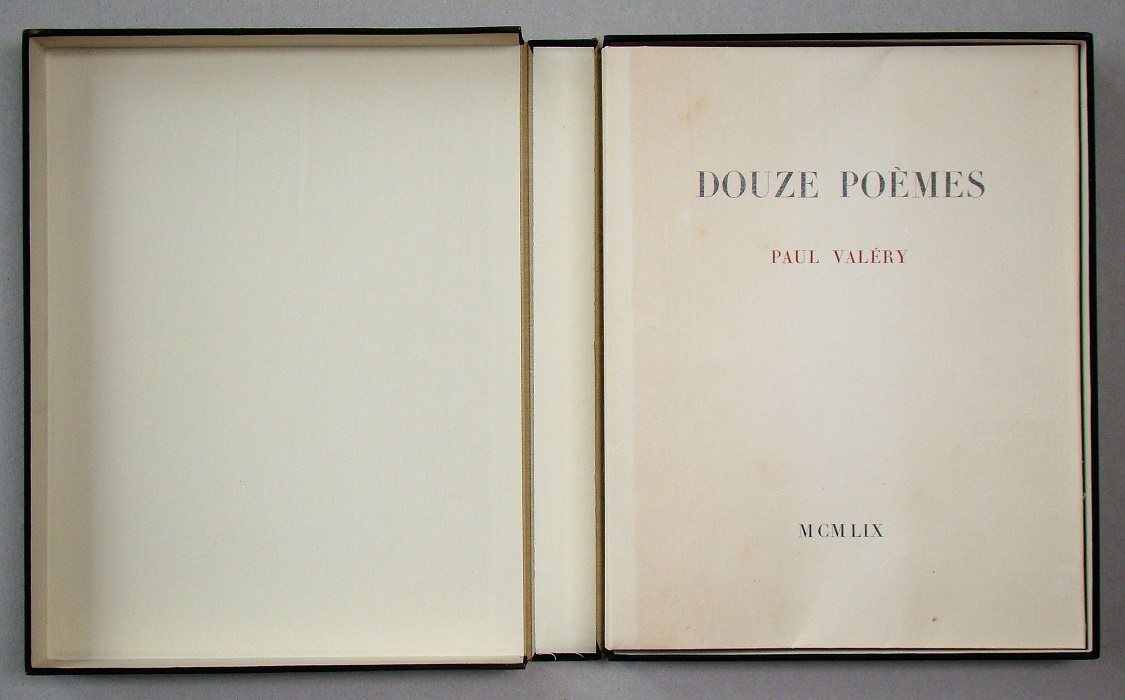 DOUZE POÈMES
PAUL VALÉRY
MCMLIX